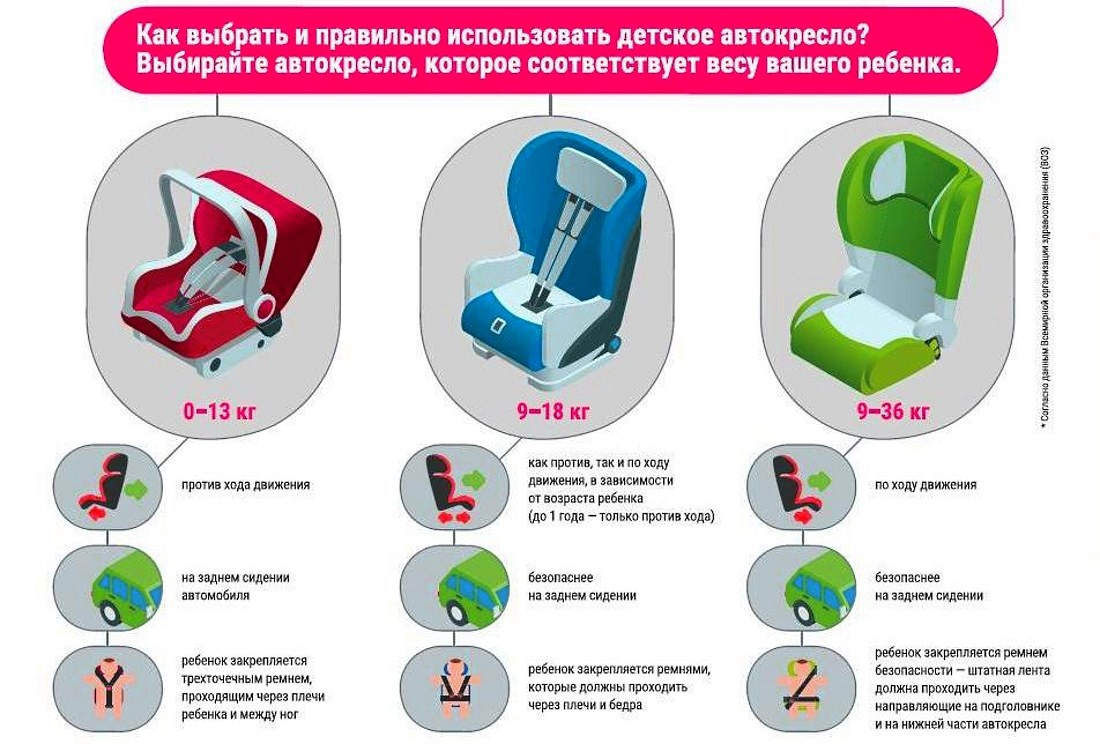 Как выбрать и правильно использовать детское автокресло?
Выбирайте автокресло, которое соответствует весу вашего ребенка.
0–13 кг
9–18 кг
9–36 кг
против хода движения
как против, так и по ходу
движения, в зависимости
от возраста ребенка
(до 1 года — только против хода)
по ходу движения
на заднем сидении
автомобиля
безопаснее
на заднем сидении
безопаснее
на заднем сидении
ребенок закрепляется
трехточечным ремнем,
проходящим через плечи
ребенка и между ног
ребенок закрепляется ремнями,
которые должны проходить
через плечи и бедра
ребенок закрепляется ремнем
безопасности — штатная лента
должна проходить через
направляющие на подголовнике
и на нижней части автокресла
* Согласно данным Всемирной организации здравоохранения (ВОЗ)